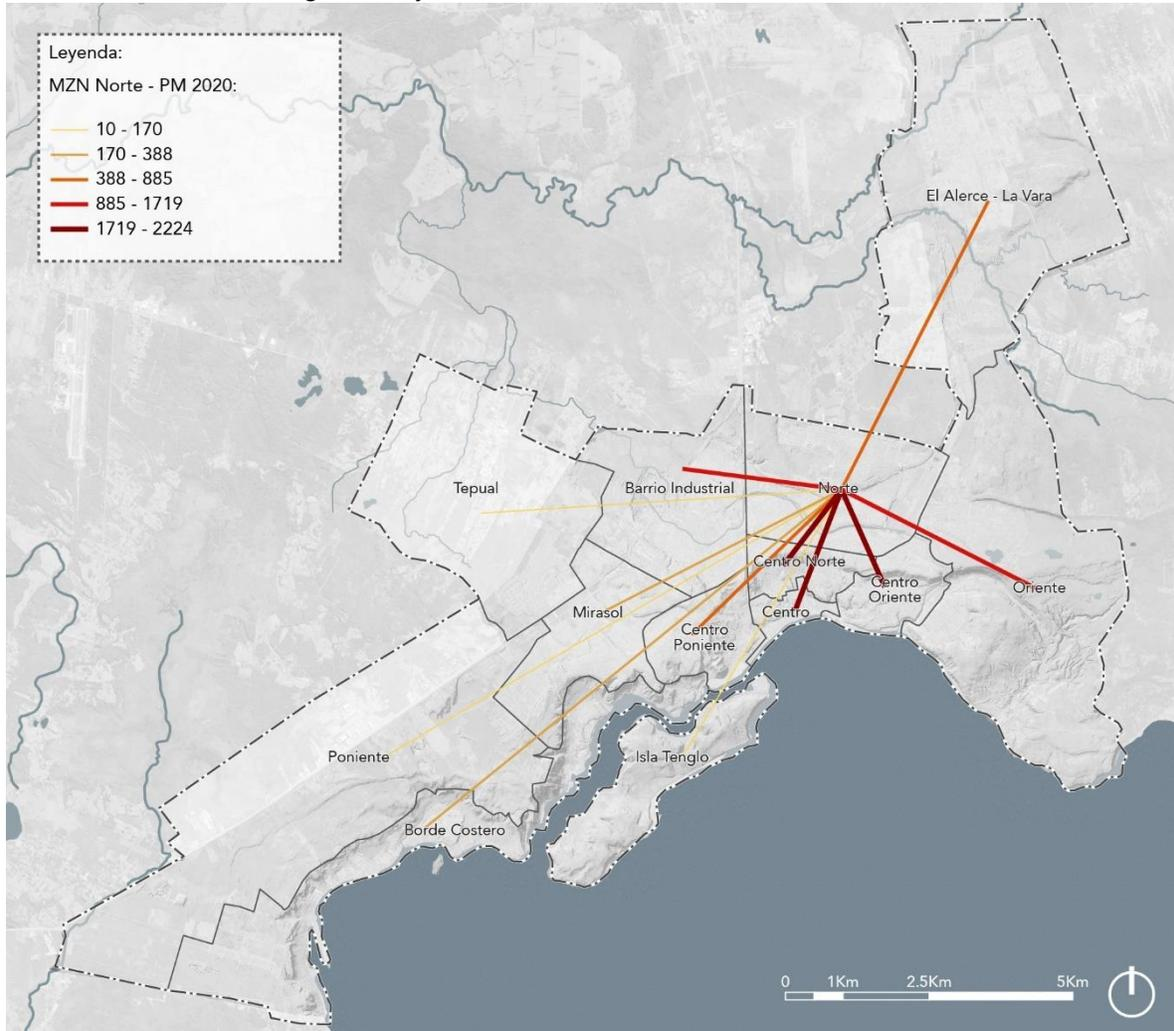 Leyenda:
MZN Norte - PM 2020:
10 - 170
170 - 388
388 - 885
885 - 1719
1719 - 2224
El Alerce - La Vara
Tepual
Barrio Industrial
Norte
Centro Norte
Centro
Oriente
Oriente
Mirasol
Centro
Centro
Poniente
Poniente
Isla Tenglo
Borde Costero
0 1Km 2.5Km 5Km